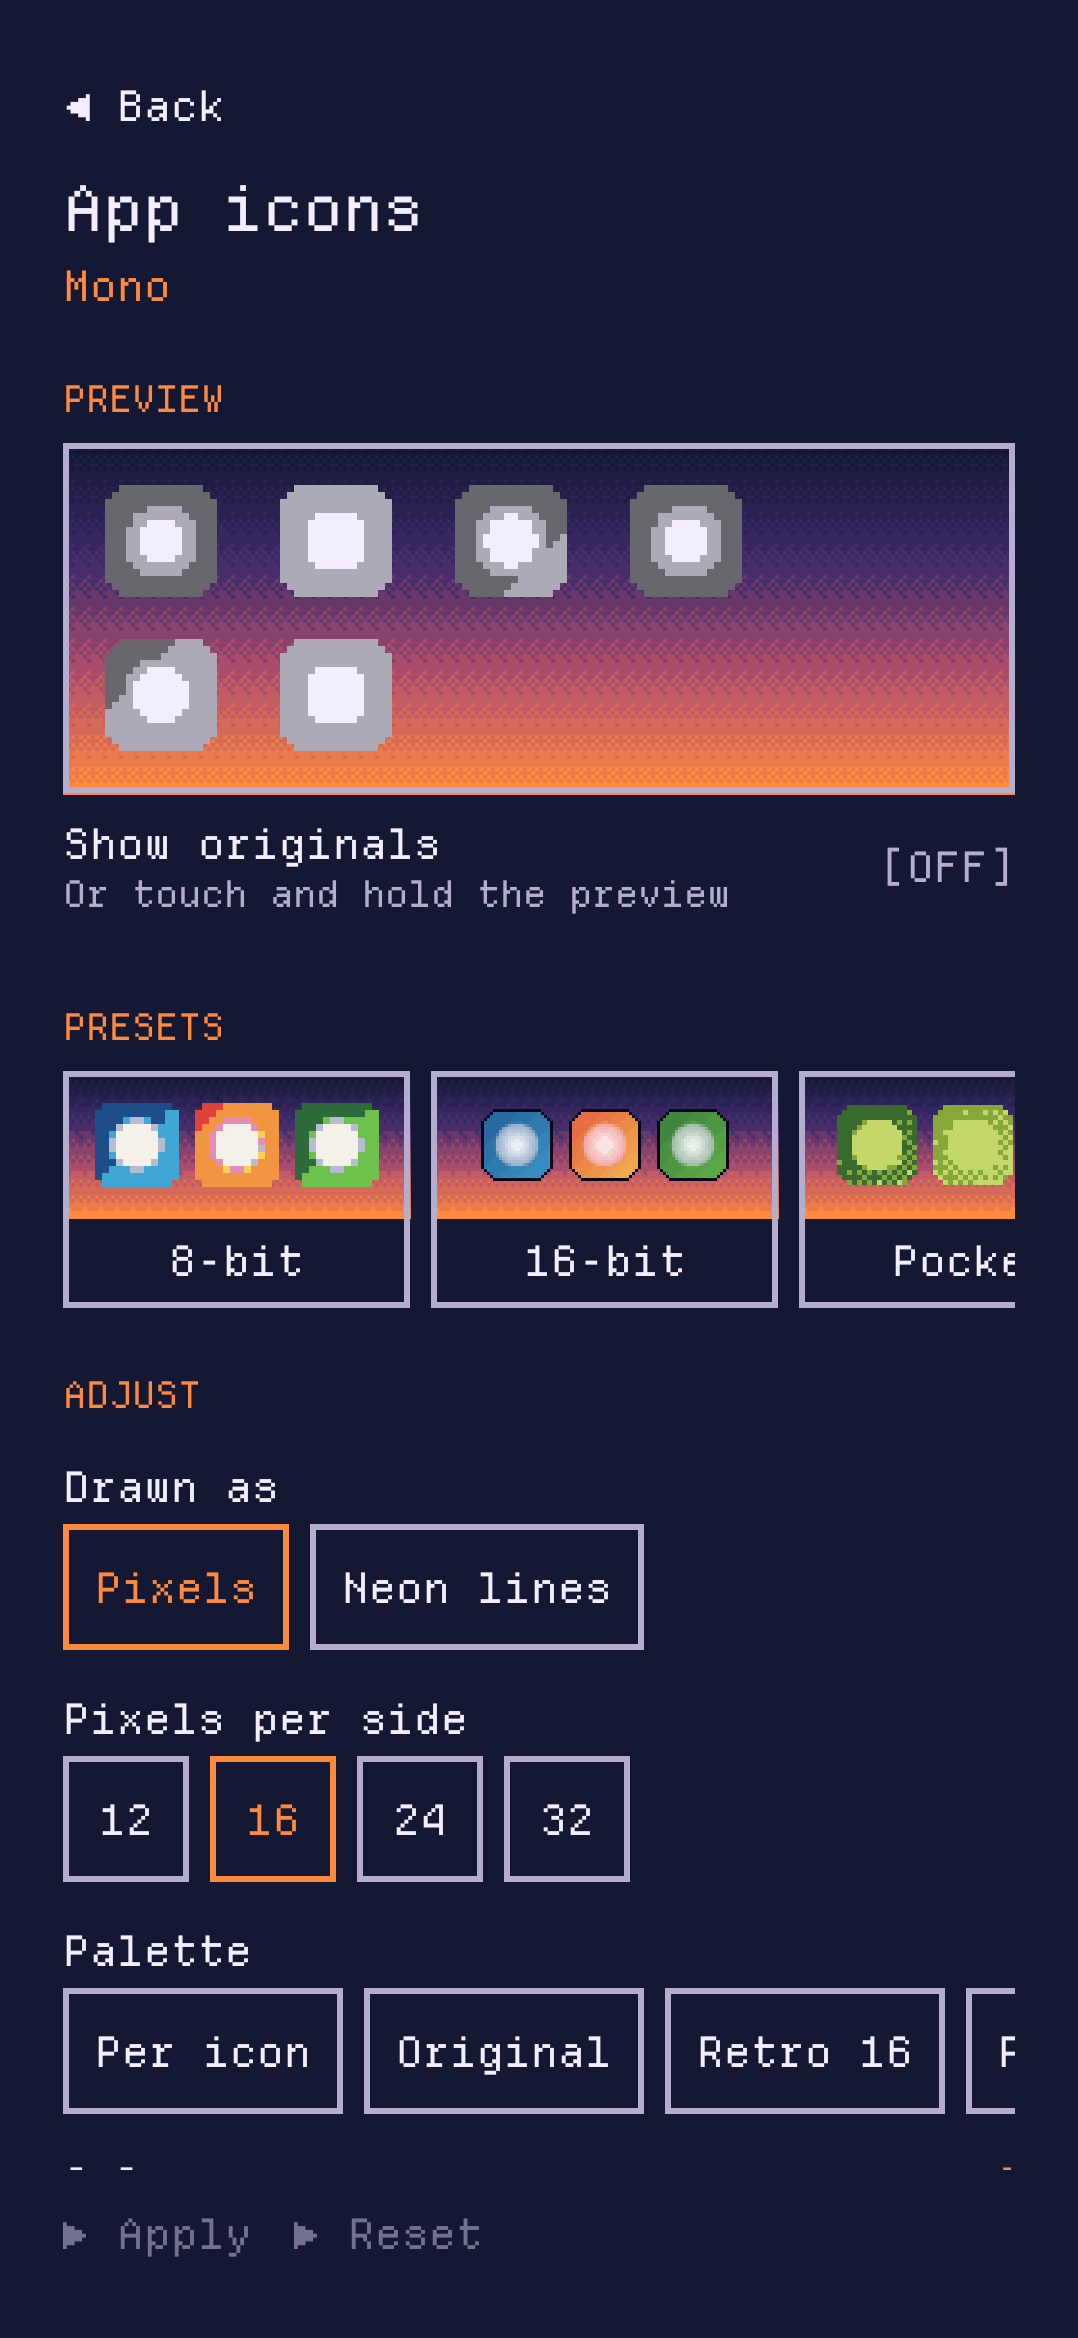 Back
App icons
Mono
PREVIEW
Show originals
[OFF]
Or touch and hold the preview
PRESETS
8-bit
16-bit
ADJUST
Drawn as
Pixels
Neon lines
Pixels per side
12
16
24
32
Palette
Per icon
Original
Retro 16
Apply
Reset